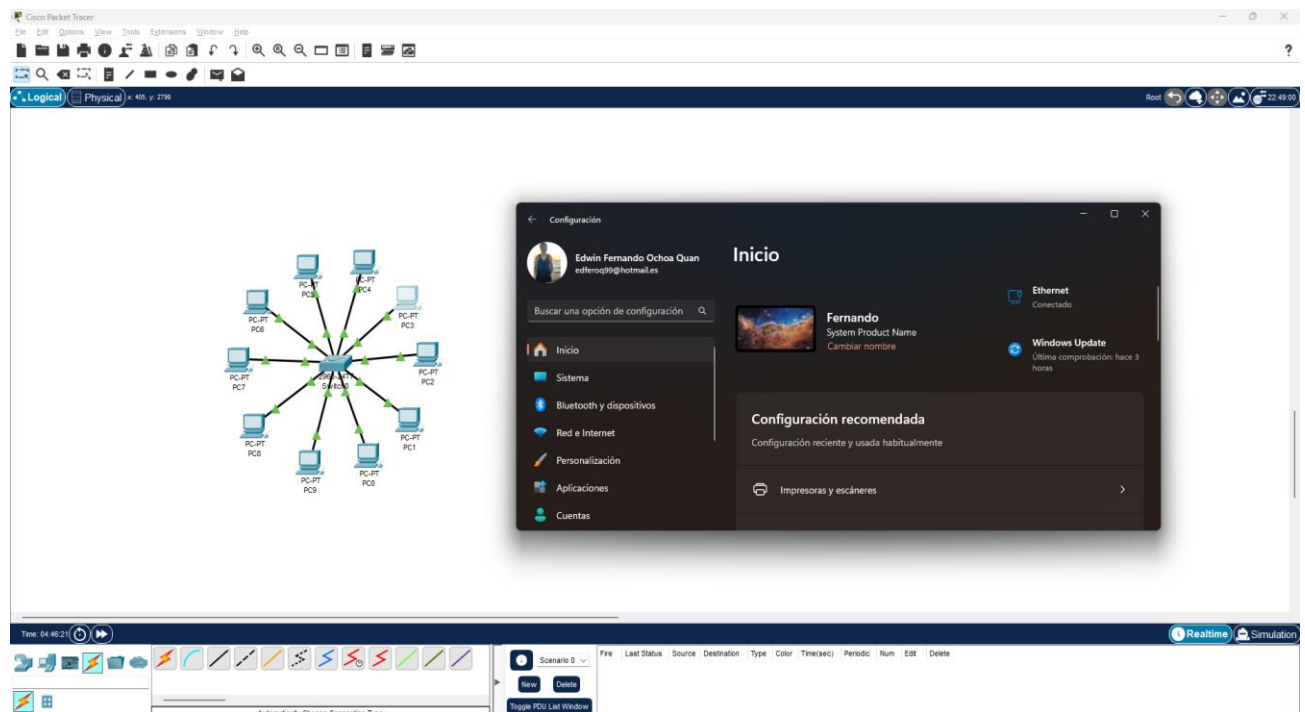 Cisco Packet Tracer
File Edit Options View Tools Extensions Window Help
?
Logical Physical x: 405, y: 2798
Root 22:49:00
PC-PT
PC5
PC-PT
PC4
PC-PT
PC3
PC-PT
PC6
PC-PT
PC7
PC-PT
PC2
Switch0
PC-PT
PC8
PC-PT
PC1
PC-PT
PC9
PC-PT
PC0
Configuración
Edwin Fernando Ochoa Quan
edferoq99@hotmail.es
Buscar una opción de configuración
Inicio
Sistema
Bluetooth y dispositivos
Red e Internet
Personalización
Aplicaciones
Cuentas
Inicio
Fernando
System Product Name
Cambiar nombre
Ethernet
Conectado
Windows Update
Última comprobación: hace 3
horas
Configuración recomendada
Configuración reciente y usada habitualmente
Impresoras y escáneres
Time: 04:46:21
Realtime Simulation
Scenario 0
New Delete
Toggle PDU List Window
Fire Last Status Source Destination Type Color Time(sec) Periodic Num Edit Delete